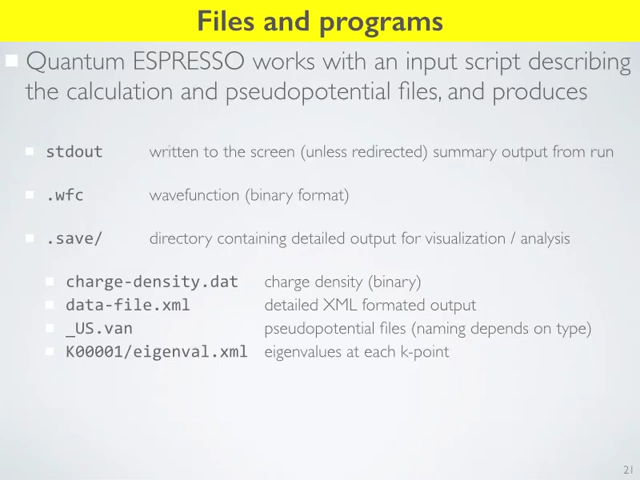 Files and programs
Quantum ESPRESSO works with an input script describing
the calculation and pseudopotential files, and produces
stdout written to the screen (unless redirected) summary output from run
.wfc wavefunction (binary format)
.save/ directory containing detailed output for visualization / analysis
charge-density.dat charge density (binary)
data-file.xml detailed XML formated output
_US.van pseudopotential files (naming depends on type)
K00001/eigenval.xml eigenvalues at each k-point
21